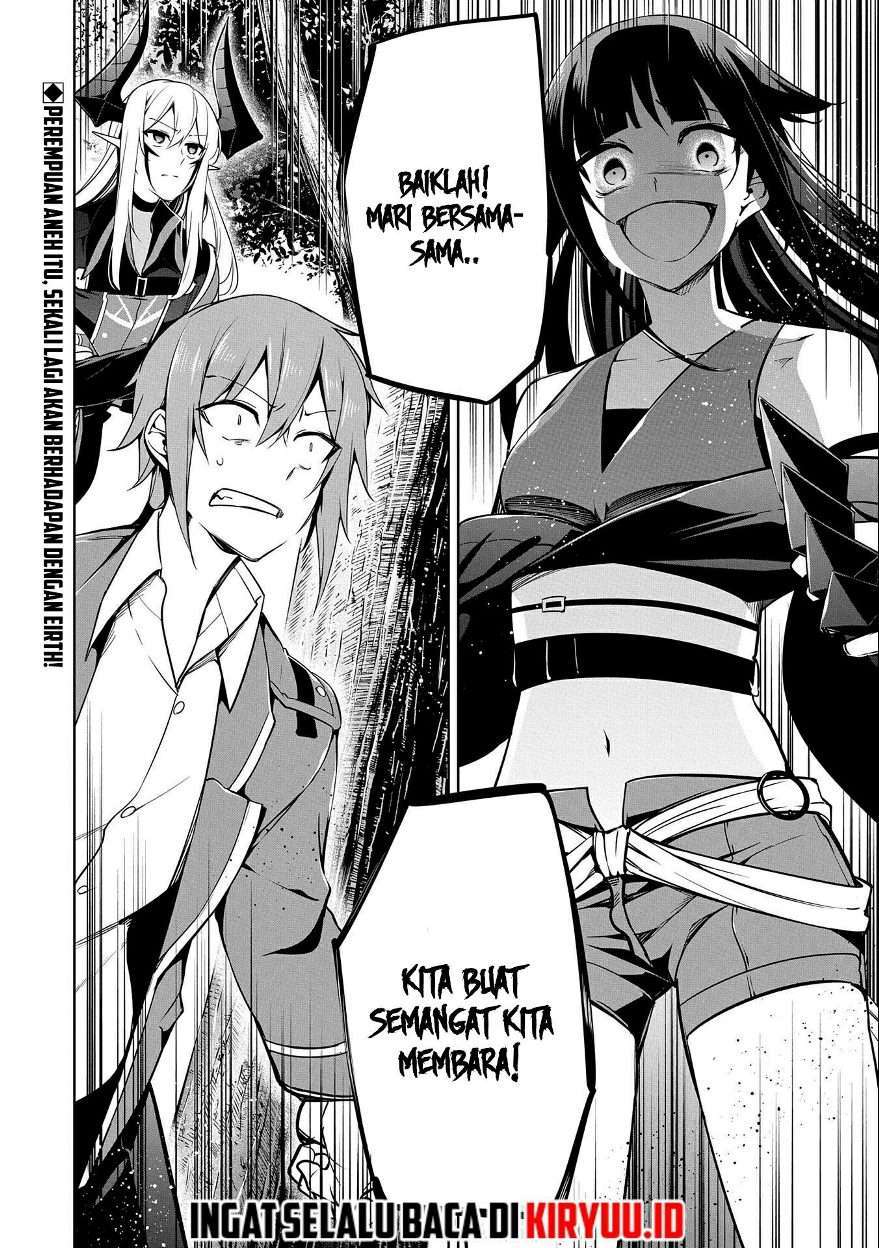 BAIKLAH!
MARI BERSAMA-
SAMA..
◆PEREMPUAN ANEH ITU, SEKALI LAGI AKAN BERHADAPAN DENGAN EIRTH!
KITA BUAT
SEMANGAT KITA
MEMBARA!
INGAT SELALU BACA DI KIRYUU.ID